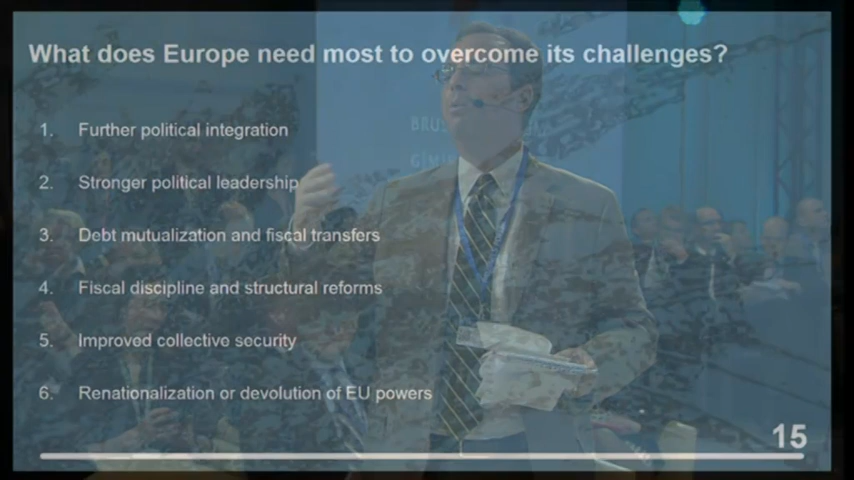 What does Europe need most to overcome its challenges?
1. Further political integration
2. Stronger political leadership
3. Debt mutualization and fiscal transfers
4. Fiscal discipline and structural reforms
5. Improved collective security
6. Renationalization or devolution of EU powers
15